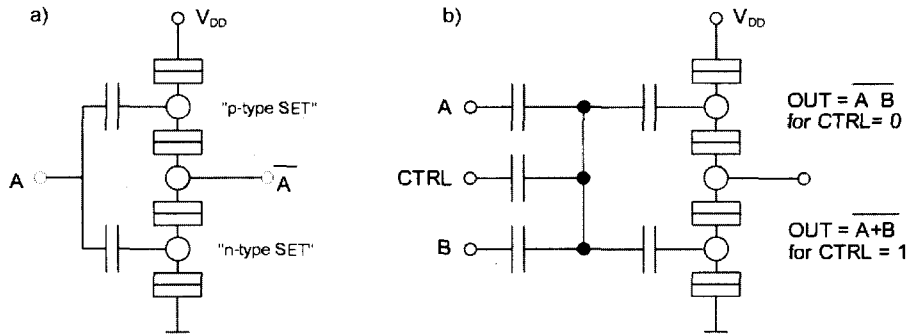 a)
V_DD
"p-type SET"
A
A̅
"n-type SET"
b)
V_DD
A
CTRL
B
OUT = A̅ ̅ ̅B̅
for CTRL= 0
OUT = A̅+̅B̅
for CTRL = 1